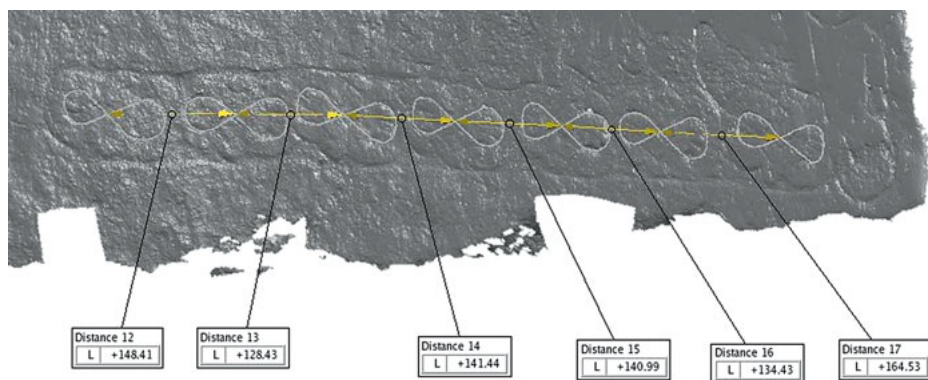 Distance 12
L +148.41
Distance 13
L +128.43
Distance 14
L +141.44
Distance 15
L +140.99
Distance 16
L +134.43
Distance 17
L +164.53